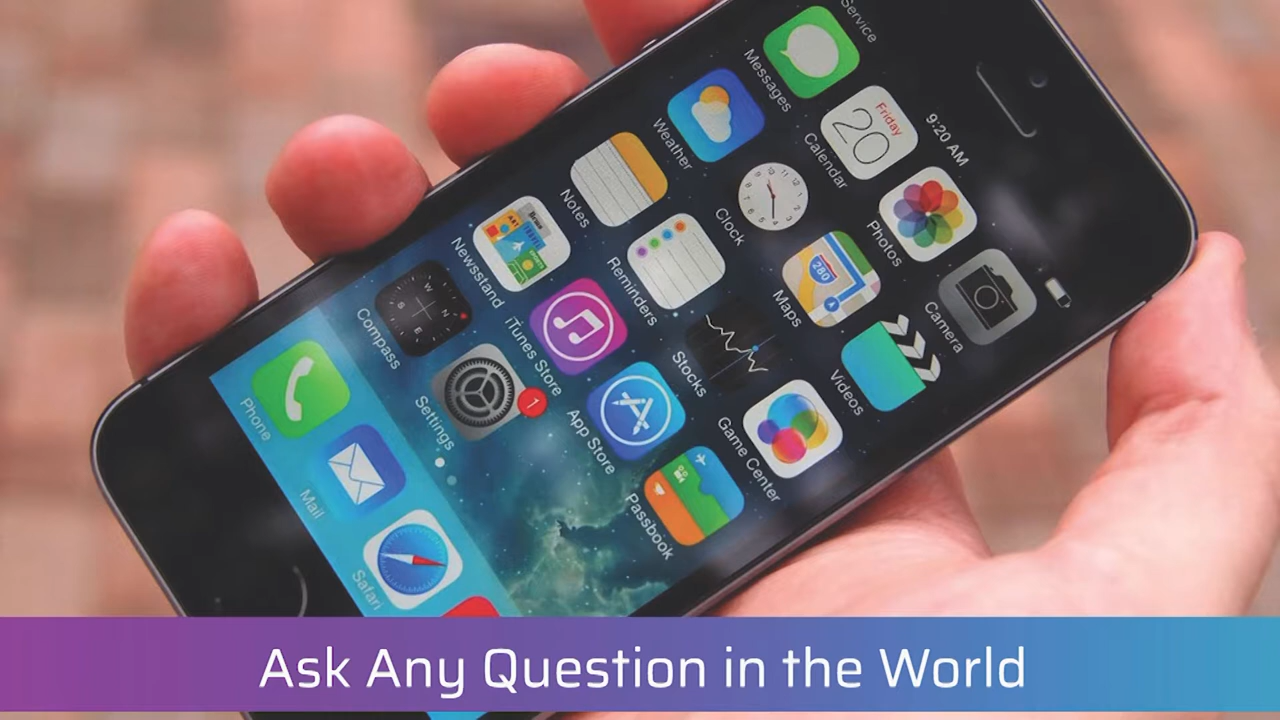 Service
9:20 AM
Messages
Friday
20
Calendar
Photos
Camera
Weather
Clock
280
Maps
Videos
Notes
Reminders
Stocks
Game Center
Newsstand
iTunes Store
App Store
Passbook
Compass
N
W
S
E
Settings
1
Phone
Mail
Safari
Ask Any Question in the World